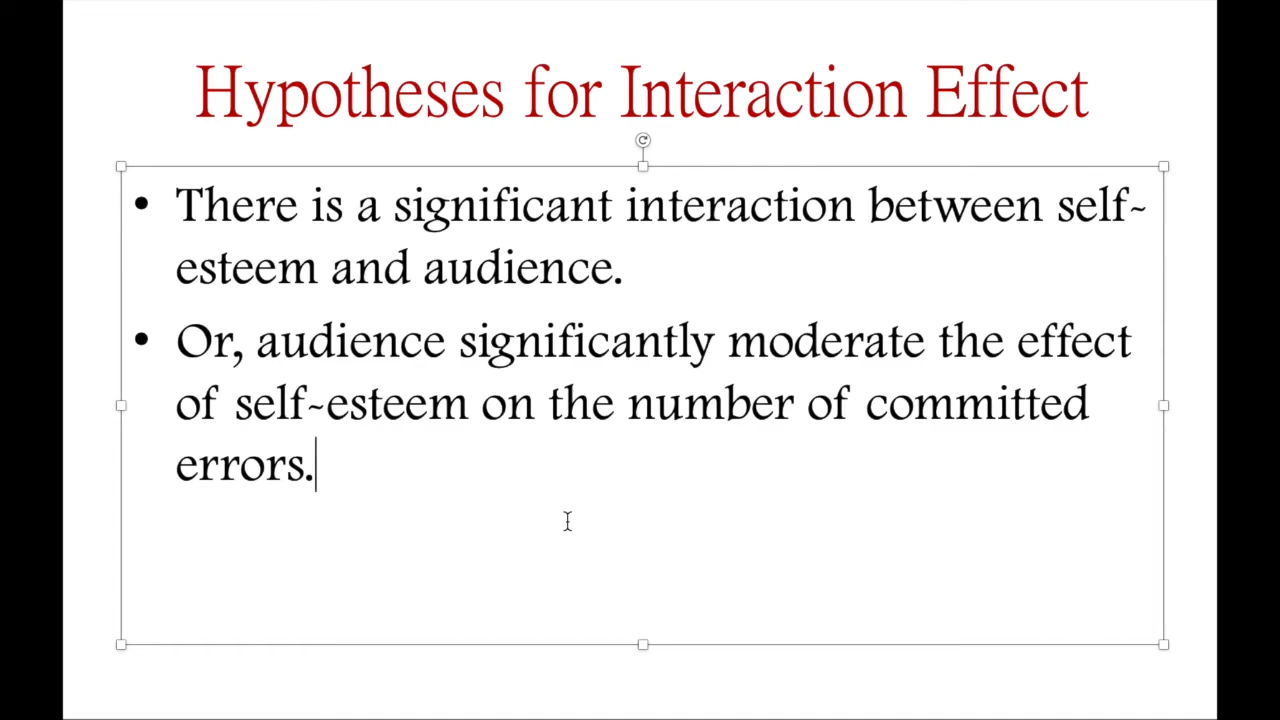 Hypotheses for Interaction Effect
• There is a significant interaction between self-
esteem and audience.
• Or, audience significantly moderate the effect
of self-esteem on the number of committed
errors.